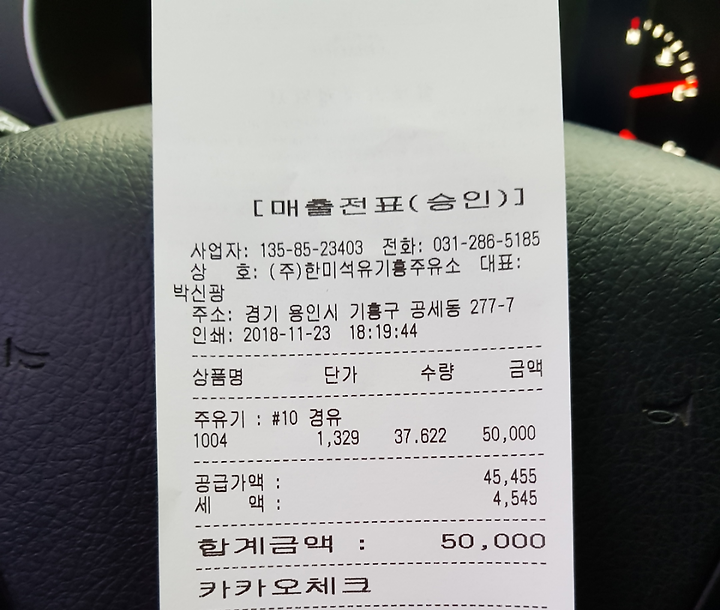 [매출전표(승인)]
사업자: 135-85-23403 전화: 031-286-5185
상 호: (주)한미석유기흥주유소 대표:
박신광
주소: 경기 용인시 기흥구 공세동 277-7
인쇄: 2018-11-23 18:19:44
상품명 단가 수량 금액
주유기 : #10 경유
1004 1,329 37.622 50,000
공급가액 : 45,455
세 액 : 4,545
합계금액 : 50,000
카카오체크